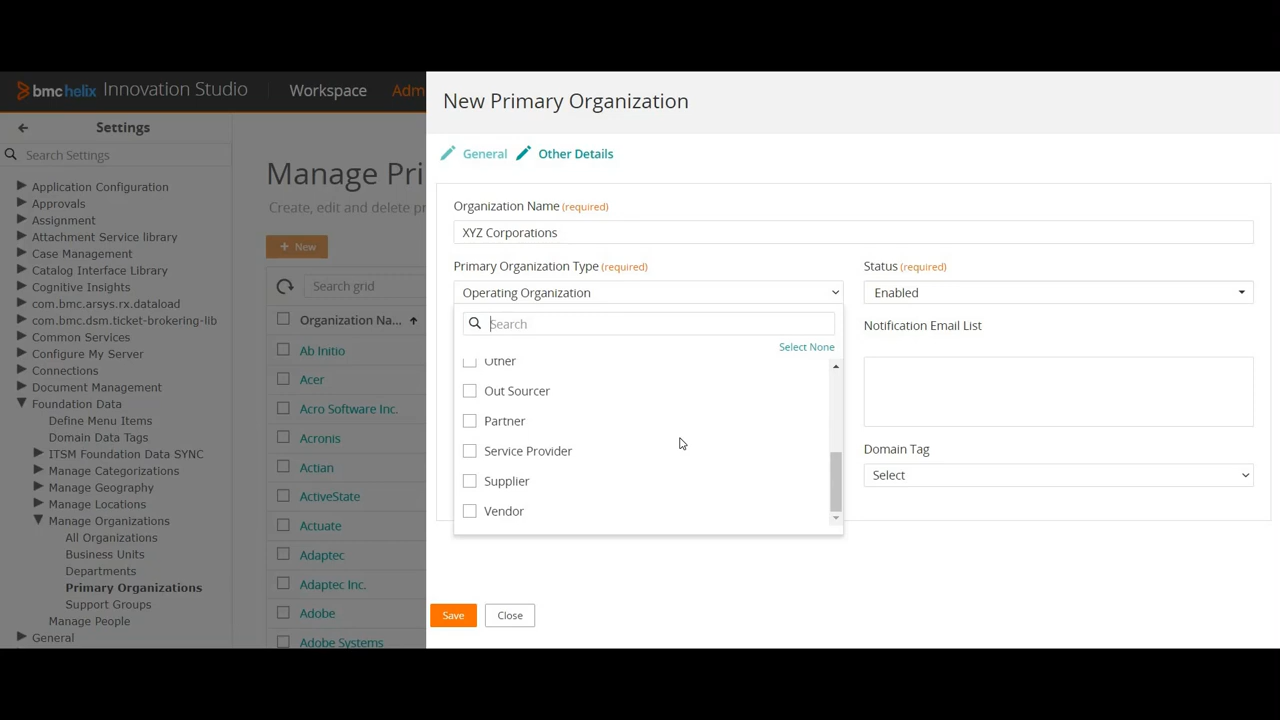 bmchelix Innovation Studio Workspace Adm
Settings
Search Settings
Application Configuration
Approvals
Assignment
Attachment Service library
Case Management
Catalog Interface Library
Cognitive Insights
com.bmc.arsys.rx.dataload
com.bmc.dsm.ticket-brokering-lib
Common Services
Configure My Server
Connections
Document Management
Foundation Data
Define Menu Items
Domain Data Tags
ITSM Foundation Data SYNC
Manage Categorizations
Manage Geography
Manage Locations
Manage Organizations
All Organizations
Business Units
Departments
Primary Organizations
Support Groups
Manage People
General
Manage Pri
Create, edit and delete pr
+ New
Search grid
Organization Na...
Ab Initio
Acer
Acro Software Inc.
Acronis
Actian
ActiveState
Actuate
Adaptec
Adaptec Inc.
Adobe
Adobe Systems
New Primary Organization
General Other Details
Organization Name (required)
XYZ Corporations
Primary Organization Type (required)
Operating Organization
Search
Select None
Other
Out Sourcer
Partner
Service Provider
Supplier
Vendor
Status (required)
Enabled
Notification Email List
Domain Tag
Select
Save Close